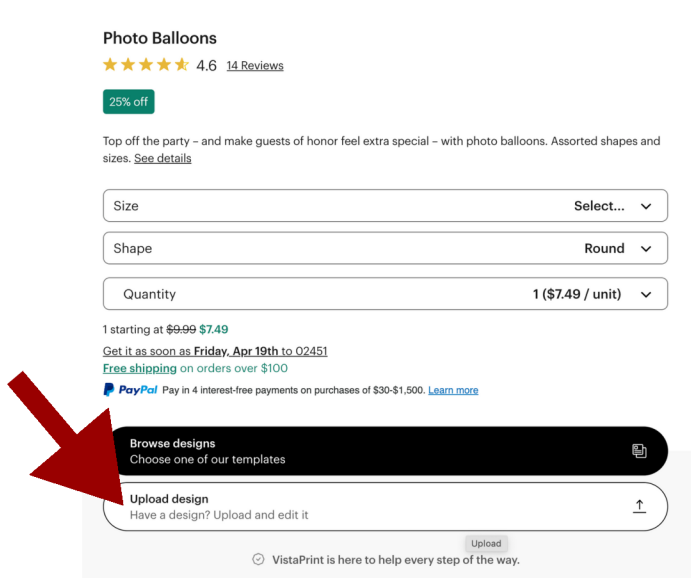 Photo Balloons
4.6 14 Reviews
25% off
Top off the party – and make guests of honor feel extra special – with photo balloons. Assorted shapes and
sizes. See details
Size Select...
Shape Round
Quantity 1 ($7.49 / unit)
1 starting at $9.99 $7.49
Get it as soon as Friday, Apr 19th to 02451
Free shipping on orders over $100
PayPal Pay in 4 interest-free payments on purchases of $30-$1,500. Learn more
Browse designs
Choose one of our templates
Upload design
Have a design? Upload and edit it
Upload
VistaPrint is here to help every step of the way.